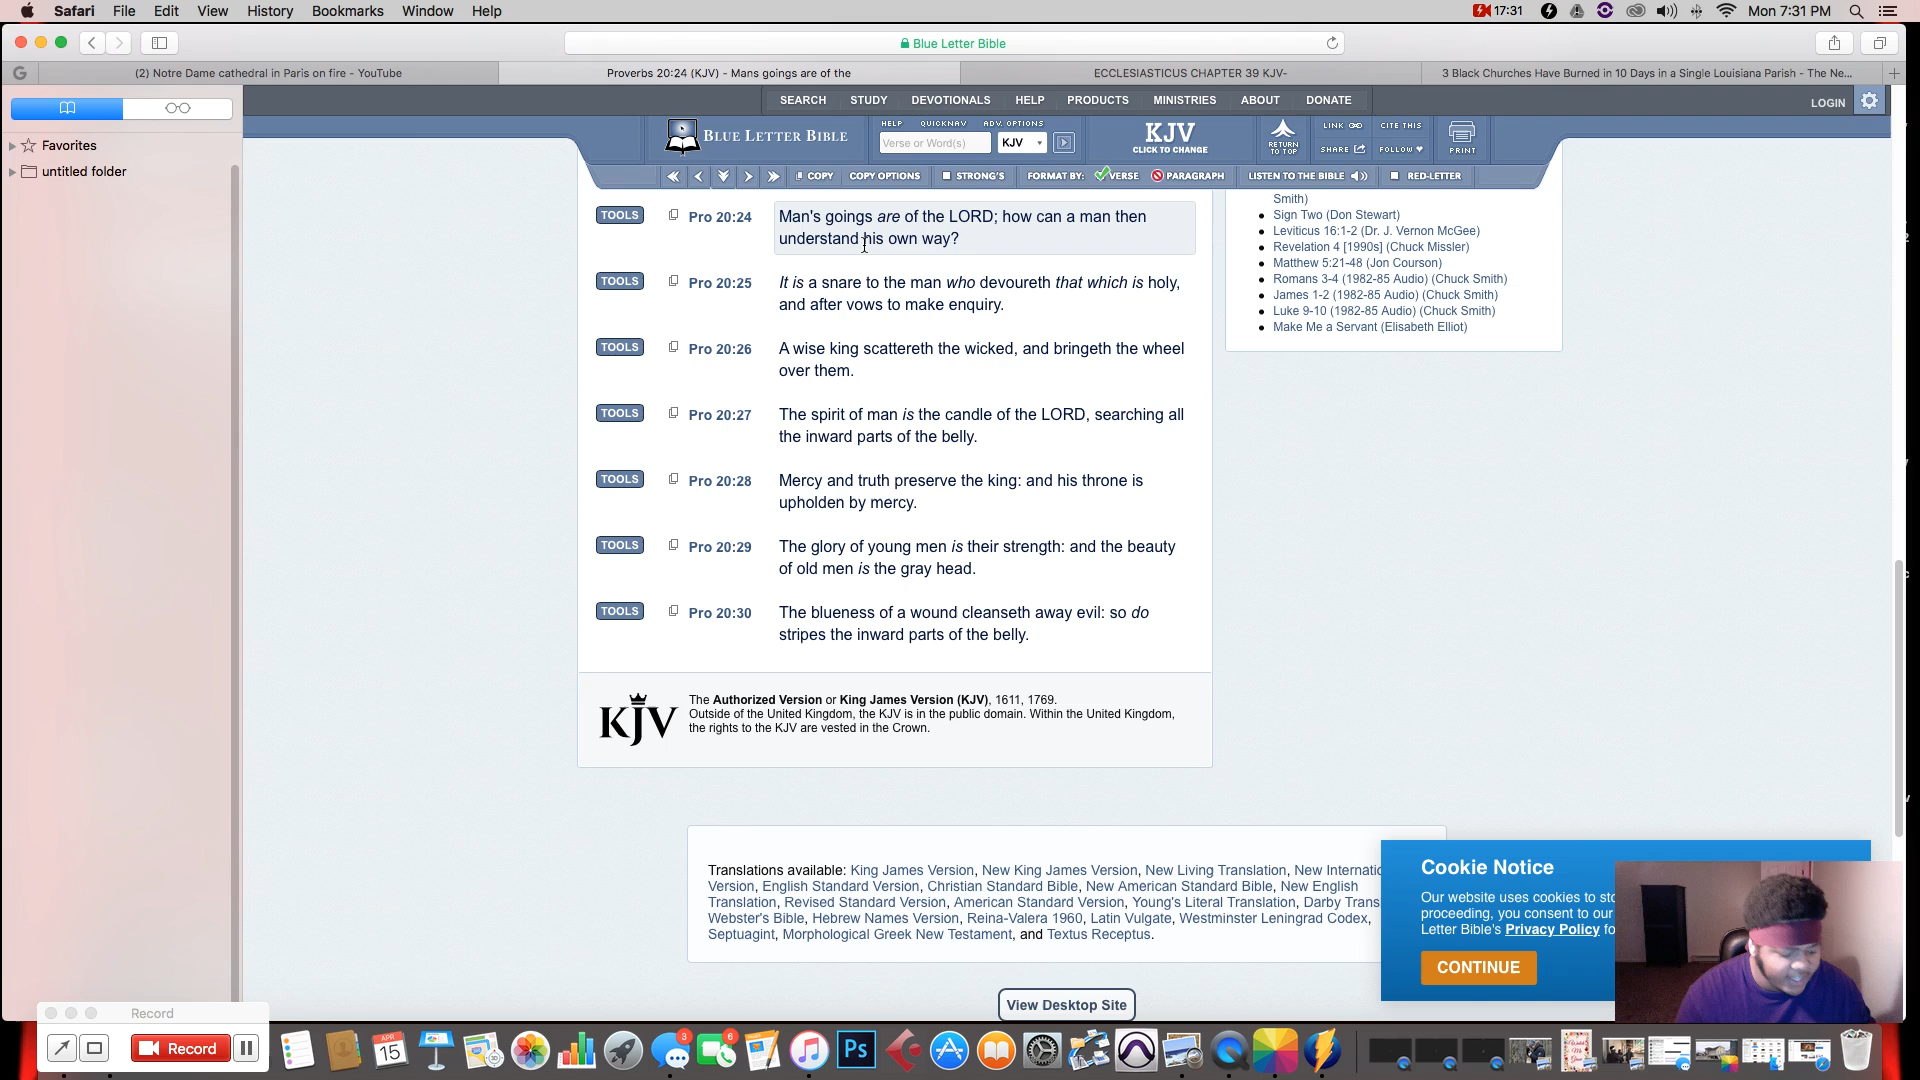 Safari File Edit View History Bookmarks Window Help
17:31 Mon 7:31 PM
Blue Letter Bible
(2) Notre Dame cathedral in Paris on fire - YouTube
Proverbs 20:24 (KJV) - Mans goings are of the
ECCLESIASTICUS CHAPTER 39 KJV-
3 Black Churches Have Burned in 10 Days in a Single Louisiana Parish - The Ne...
Favorites
untitled folder
SEARCH STUDY DEVOTIONALS HELP PRODUCTS MINISTRIES ABOUT DONATE
LOGIN
BLUE LETTER BIBLE
HELP QUICKNAV ADV. OPTIONS
Verse or Word(s) KJV
KJV
CLICK TO CHANGE
RETURN TO TOP
LINK CITE THIS
SHARE FOLLOW
PRINT
COPY COPY OPTIONS STRONG'S FORMAT BY: VERSE PARAGRAPH LISTEN TO THE BIBLE RED-LETTER
TOOLS Pro 20:24 Man's goings are of the LORD; how can a man then
understand his own way?
TOOLS Pro 20:25 It is a snare to the man who devoureth that which is holy,
and after vows to make enquiry.
TOOLS Pro 20:26 A wise king scattereth the wicked, and bringeth the wheel
over them.
TOOLS Pro 20:27 The spirit of man is the candle of the LORD, searching all
the inward parts of the belly.
TOOLS Pro 20:28 Mercy and truth preserve the king: and his throne is
upholden by mercy.
TOOLS Pro 20:29 The glory of young men is their strength: and the beauty
of old men is the gray head.
TOOLS Pro 20:30 The blueness of a wound cleanseth away evil: so do
stripes the inward parts of the belly.
Smith)
Sign Two (Don Stewart)
Leviticus 16:1-2 (Dr. J. Vernon McGee)
Revelation 4 [1990s] (Chuck Missler)
Matthew 5:21-48 (Jon Courson)
Romans 3-4 (1982-85 Audio) (Chuck Smith)
James 1-2 (1982-85 Audio) (Chuck Smith)
Luke 9-10 (1982-85 Audio) (Chuck Smith)
Make Me a Servant (Elisabeth Elliot)
KJV
The Authorized Version or King James Version (KJV), 1611, 1769.
Outside of the United Kingdom, the KJV is in the public domain. Within the United Kingdom,
the rights to the KJV are vested in the Crown.
Translations available: King James Version, New King James Version, New Living Translation, New Internatio
Version, English Standard Version, Christian Standard Bible, New American Standard Bible, New English
Translation, Revised Standard Version, American Standard Version, Young's Literal Translation, Darby Trans
Webster's Bible, Hebrew Names Version, Reina-Valera 1960, Latin Vulgate, Westminster Leningrad Codex,
Septuagint, Morphological Greek New Testament, and Textus Receptus.
View Desktop Site
Cookie Notice
Our website uses cookies to sto
proceeding, you consent to our
Letter Bible's Privacy Policy fo
CONTINUE
Record
Record
APR
15
3
6
Ps